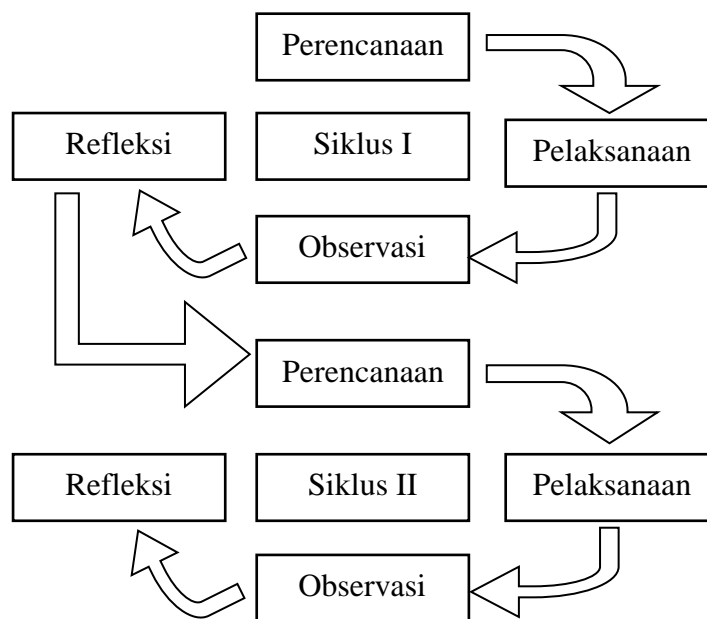 Perencanaan
Refleksi
Siklus I
Pelaksanaan
Observasi
Perencanaan
Refleksi
Siklus II
Pelaksanaan
Observasi